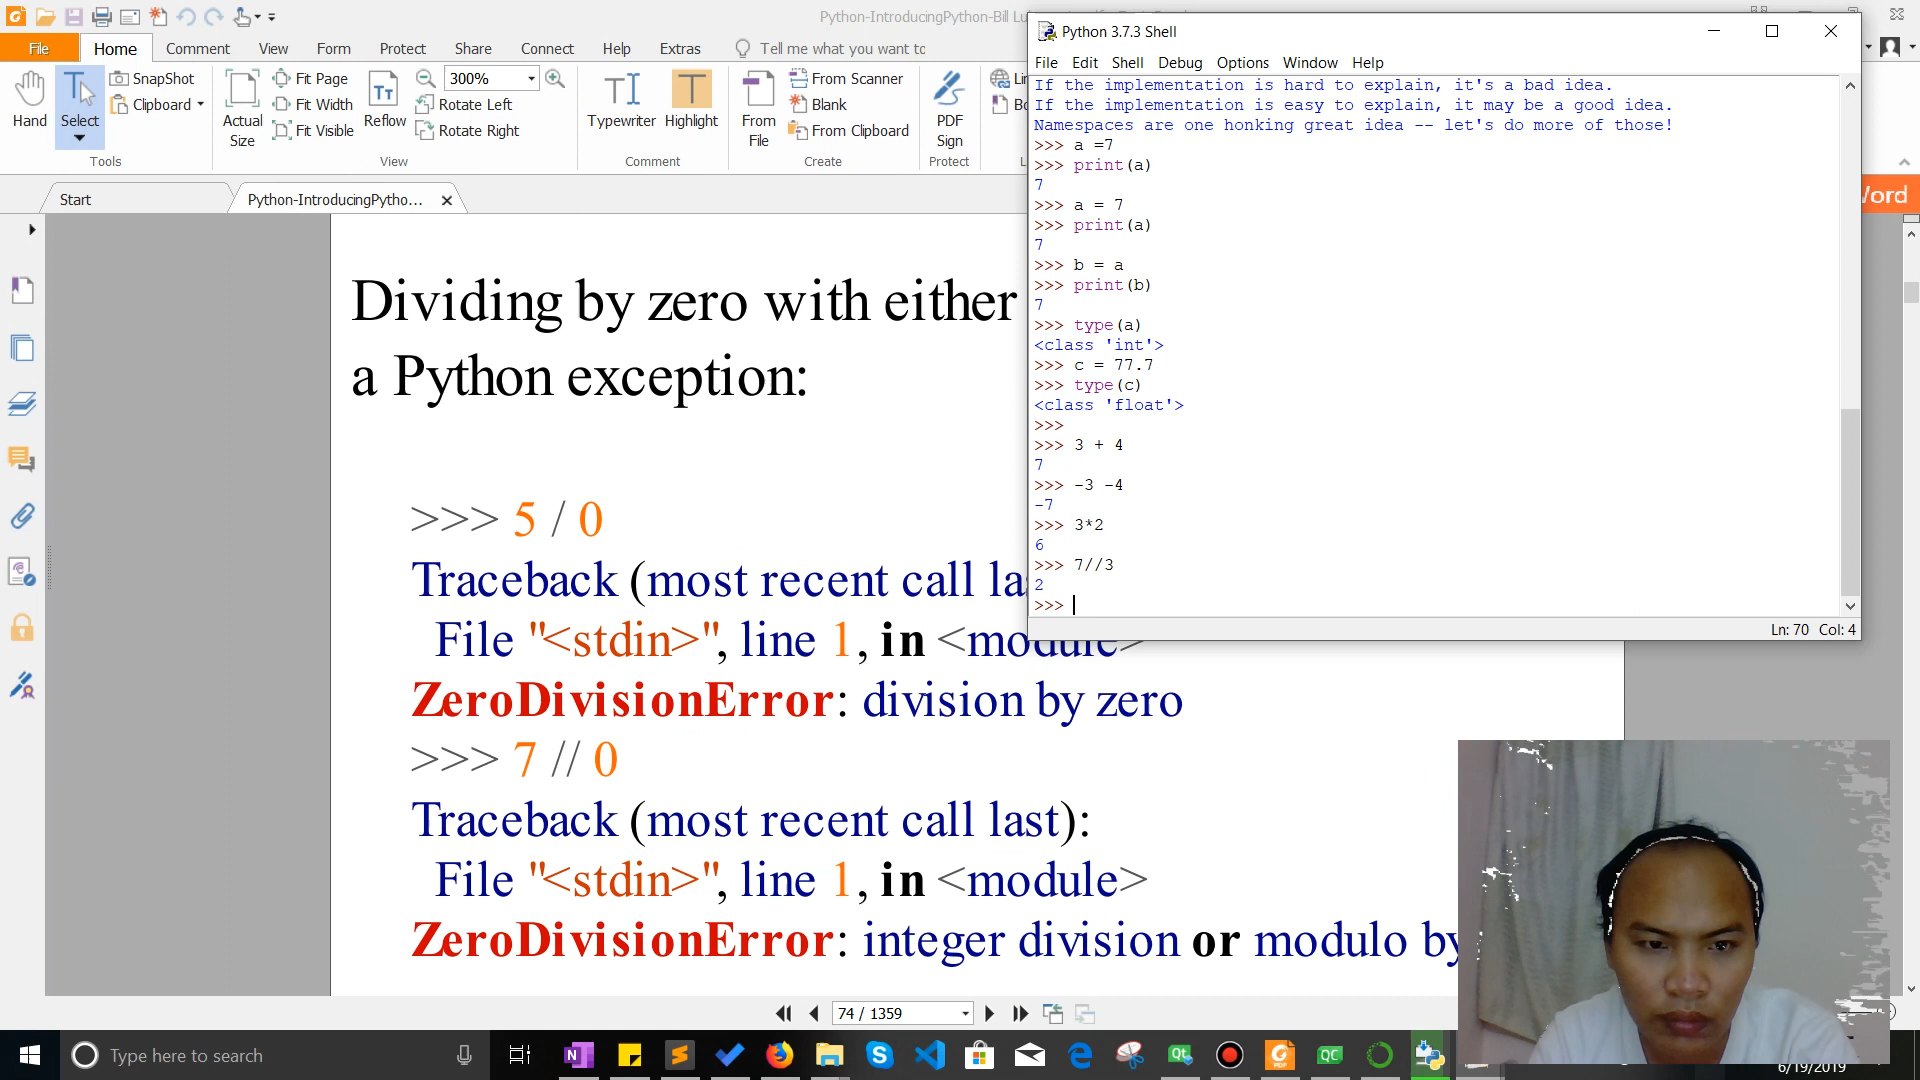 Python-IntroducingPython-Bill Lu
File
Home
Comment
View
Form
Protect
Share
Connect
Help
Extras
Tell me what you want to
Hand
Select
SnapShot
Clipboard
Tools
Actual
Size
Fit Page
Fit Width
Fit Visible
Reflow
300%
Rotate Left
Rotate Right
View
Typewriter
Highlight
Comment
From
File
From Scanner
Blank
From Clipboard
Create
PDF
Sign
Protect
Start
Python-IntroducingPytho...
Word
Dividing by zero with either
a Python exception:
>>> 5 / 0
Traceback (most recent call la
File "<stdin>", line 1, in <module>
ZeroDivisionError: division by zero
>>> 7 // 0
Traceback (most recent call last):
File "<stdin>", line 1, in <module>
ZeroDivisionError: integer division or modulo by
74 / 1359
Python 3.7.3 Shell
File Edit Shell Debug Options Window Help
If the implementation is hard to explain, it's a bad idea.
If the implementation is easy to explain, it may be a good idea.
Namespaces are one honking great idea -- let's do more of those!
>>> a =7
>>> print(a)
7
>>> a = 7
>>> print(a)
7
>>> b = a
>>> print(b)
7
>>> type(a)
<class 'int'>
>>> c = 77.7
>>> type(c)
<class 'float'>
>>>
>>> 3 + 4
7
>>> -3 -4
-7
>>> 3*2
6
>>> 7//3
2
>>>
Ln: 70 Col: 4
Type here to search
6/19/2019